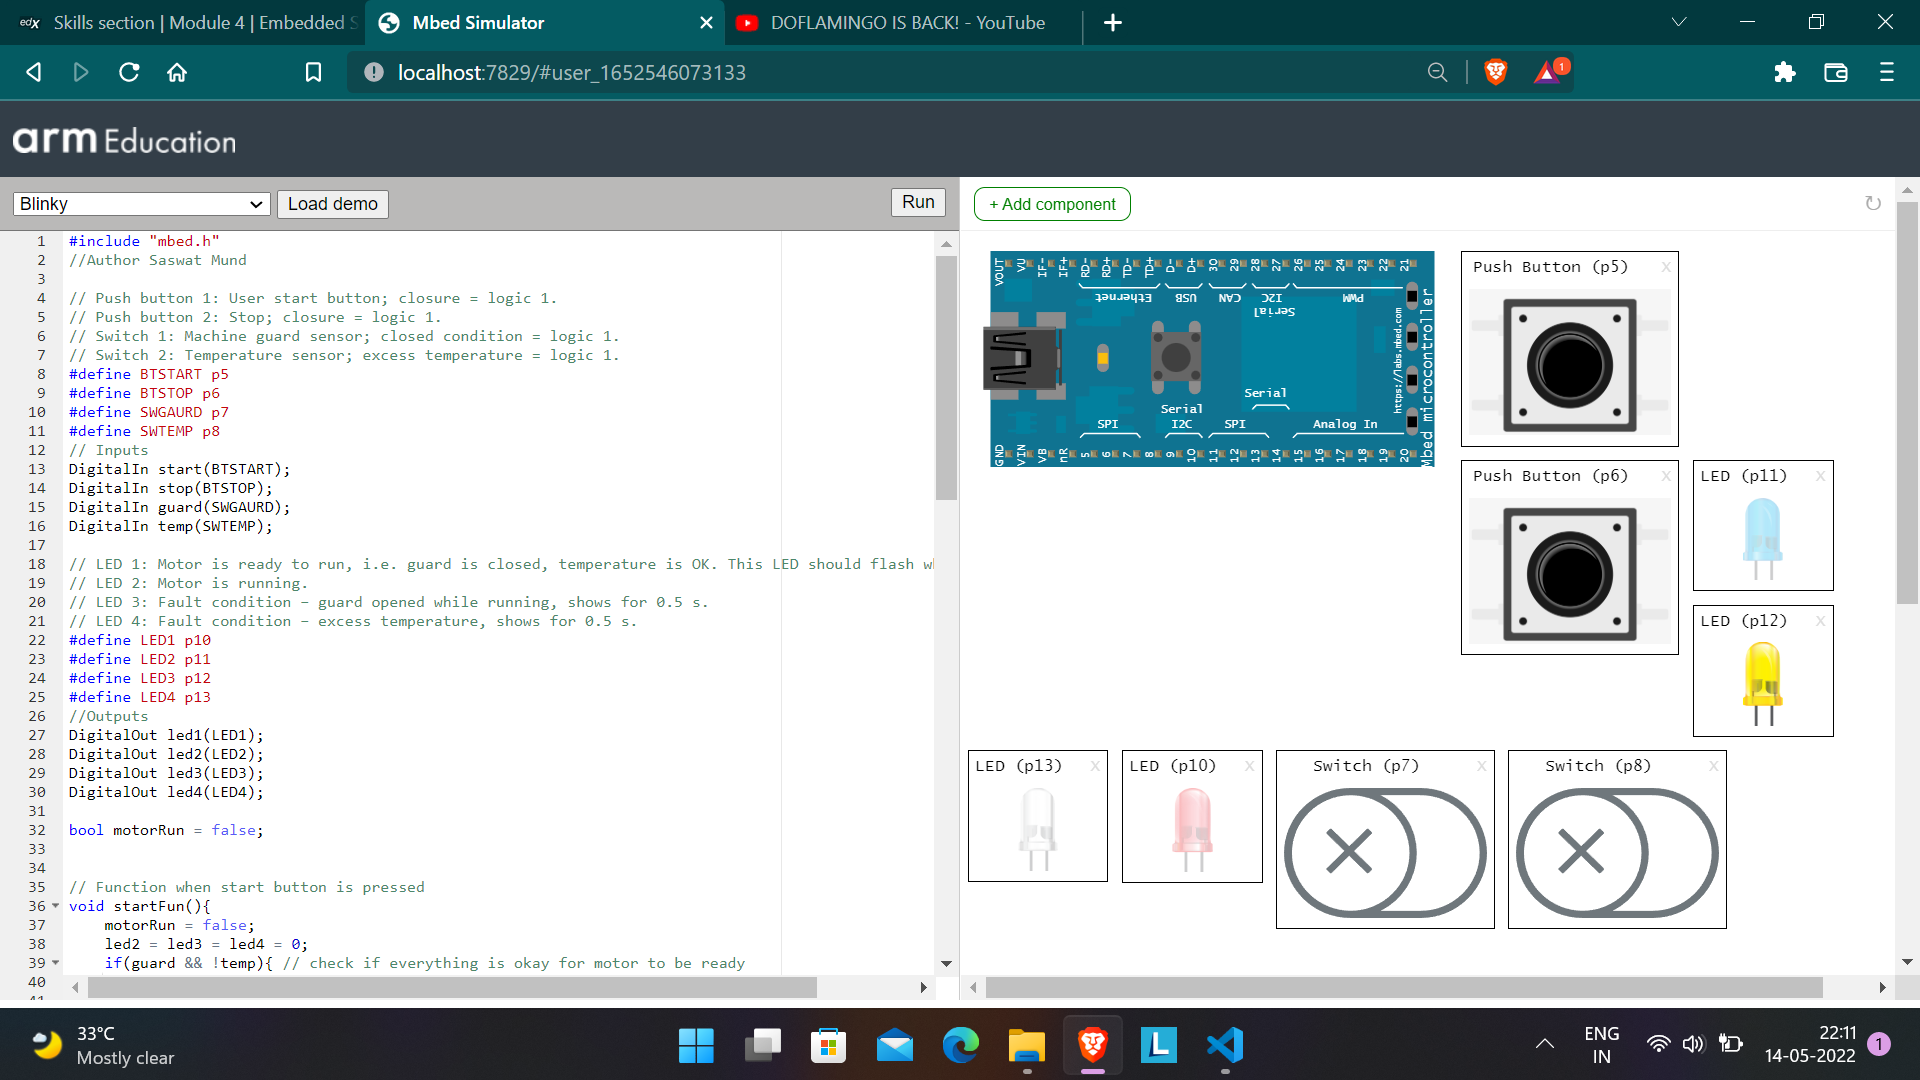 edX Skills section | Module 4 | Embedded S
Mbed Simulator
DOFLAMINGO IS BACK! - YouTube
localhost:7829/#user_1652546073133
1
arm Education
Blinky
Load demo
Run
+ Add component
1 #include "mbed.h"
2 //Author Saswat Mund
3
4 // Push button 1: User start button; closure = logic 1.
5 // Push button 2: Stop; closure = logic 1.
6 // Switch 1: Machine guard sensor; closed condition = logic 1.
7 // Switch 2: Temperature sensor; excess temperature = logic 1.
8 #define BTSTART p5
9 #define BTSTOP p6
10 #define SWGAURD p7
11 #define SWTEMP p8
12 // Inputs
13 DigitalIn start(BTSTART);
14 DigitalIn stop(BTSTOP);
15 DigitalIn guard(SWGAURD);
16 DigitalIn temp(SWTEMP);
17
18 // LED 1: Motor is ready to run, i.e. guard is closed, temperature is OK. This LED should flash w
19 // LED 2: Motor is running.
20 // LED 3: Fault condition – guard opened while running, shows for 0.5 s.
21 // LED 4: Fault condition – excess temperature, shows for 0.5 s.
22 #define LED1 p10
23 #define LED2 p11
24 #define LED3 p12
25 #define LED4 p13
26 //Outputs
27 DigitalOut led1(LED1);
28 DigitalOut led2(LED2);
29 DigitalOut led3(LED3);
30 DigitalOut led4(LED4);
31
32 bool motorRun = false;
33
34
35 // Function when start button is pressed
36 void startFun(){
37 motorRun = false;
38 led2 = led3 = led4 = 0;
39 if(guard && !temp){ // check if everything is okay for motor to be ready
40
41
VOUT VU IF- IF+ RD- RD+ TD- TD+ D- D+ 30 29 28 27 26 25 24 23 22 21
Ethernet USB CAN I2C PWM
Serial
https://labs.mbed.com
Mbed microcontroller
Serial
Serial
SPI I2C SPI Analog In
GND VIN VB nR 5 6 7 8 9 10 11 12 13 14 15 16 17 18 19 20
Push Button (p5) X
Push Button (p6) X
LED (p11) X
LED (p12) X
LED (p13) X
LED (p10) X
Switch (p7) X
Switch (p8) X
33°C
Mostly clear
L
ENG
IN
22:11
14-05-2022
1